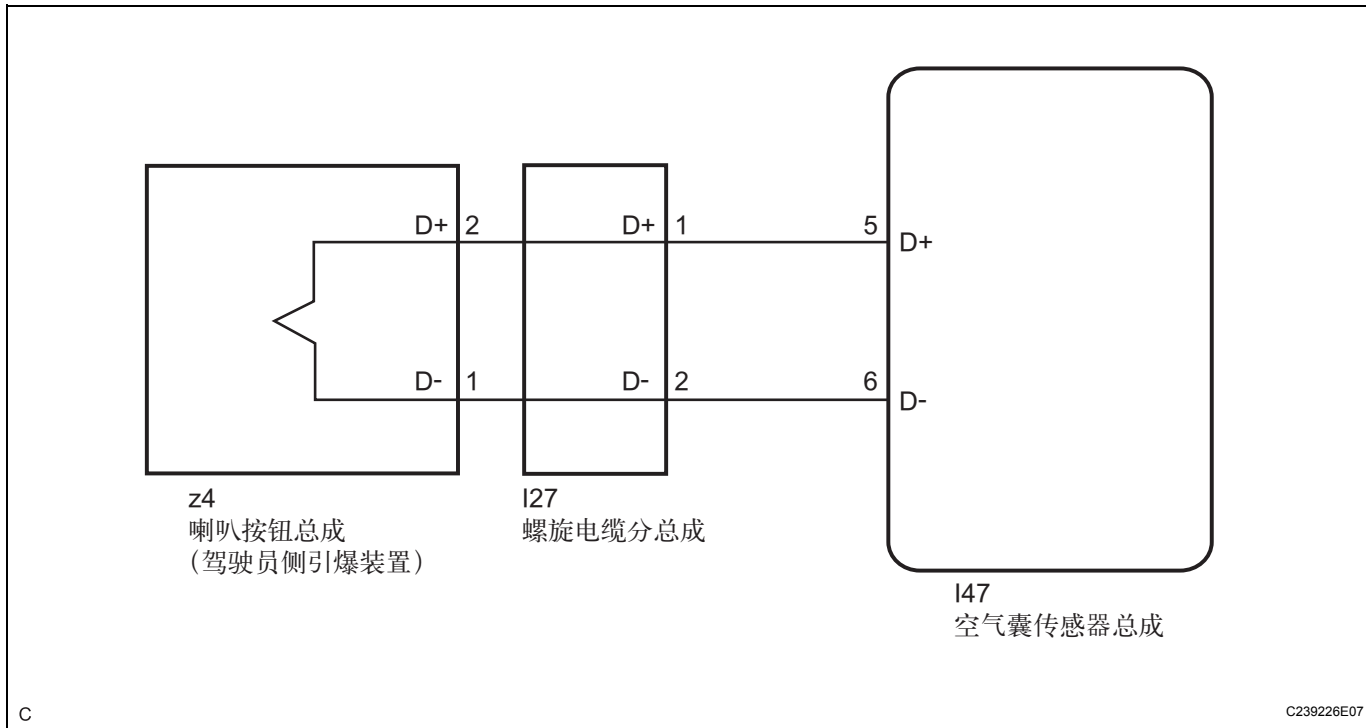 D+ 2 D+ 1 5 D+
D- 1 D- 2 6 D-
z4
喇叭按钮总成
(驾驶员侧引爆装置)
I27
螺旋电缆分总成
I47
空气囊传感器总成
C
C239226E07